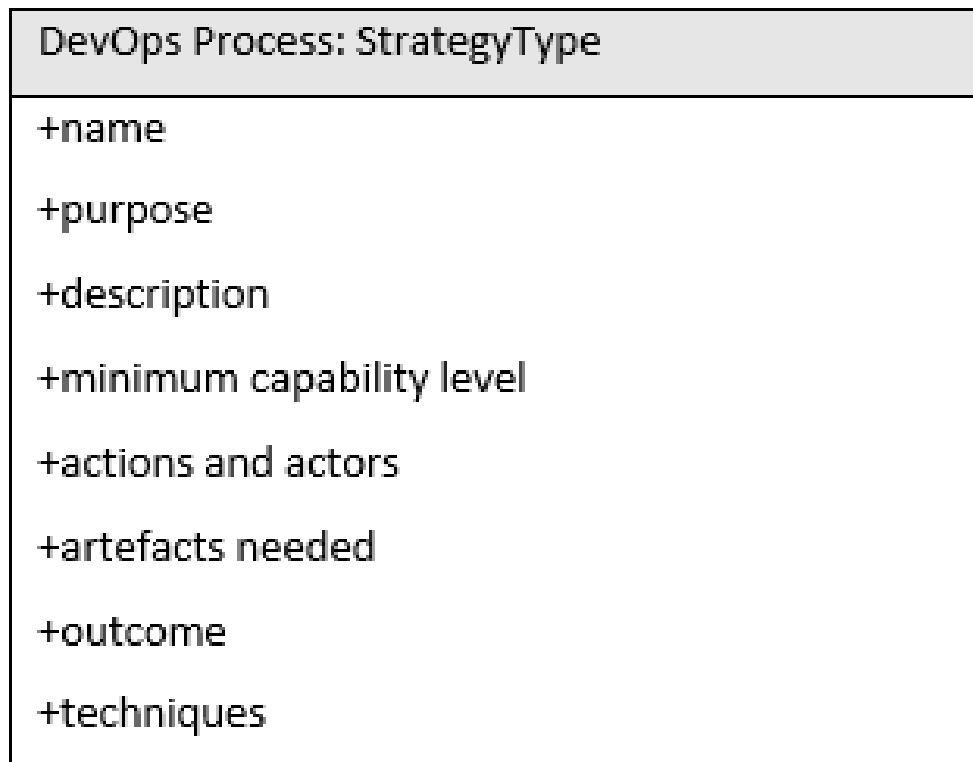 DevOps Process: StrategyType
+name
+purpose
+description
+minimum capability level
+actions and actors
+artefacts needed
+outcome
+techniques